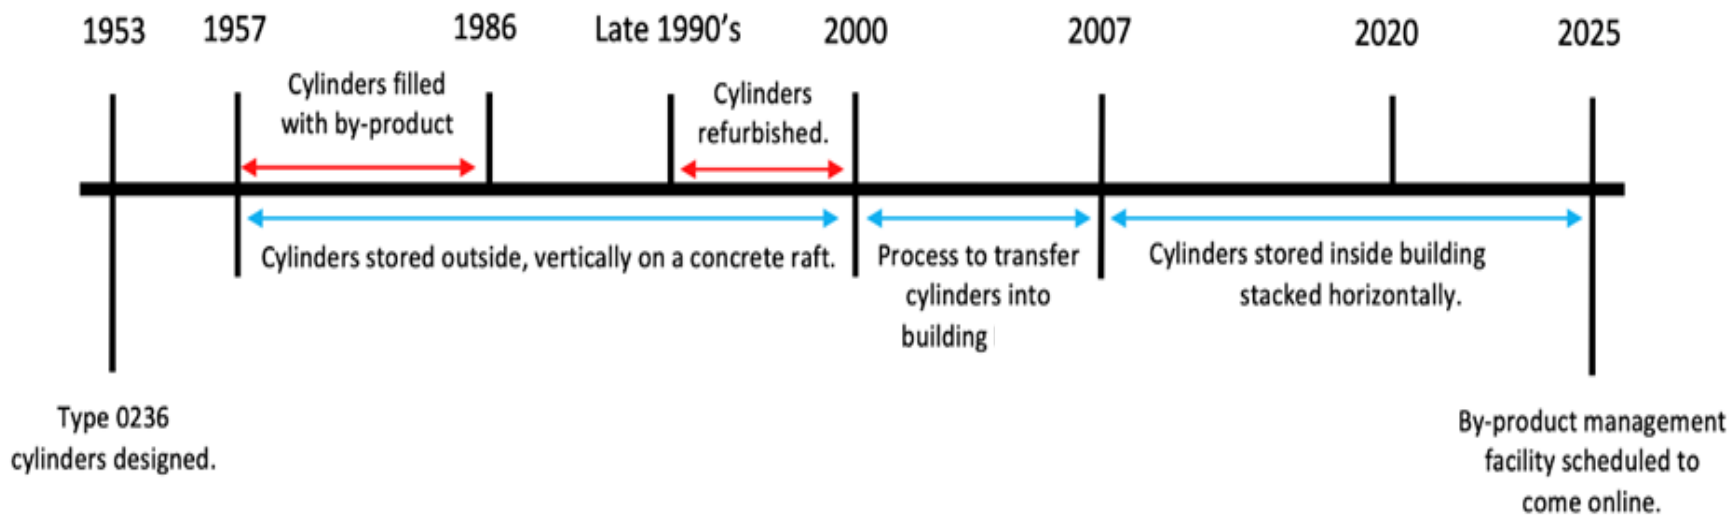 1953 1957 1986 Late 1990's 2000 2007 2020 2025
Cylinders filled
with by-product
Cylinders
refurbished.
Cylinders stored outside, vertically on a concrete raft.
Process to transfer
cylinders into
building
Cylinders stored inside building
stacked horizontally.
Type 0236
cylinders designed.
By-product management
facility scheduled to
come online.